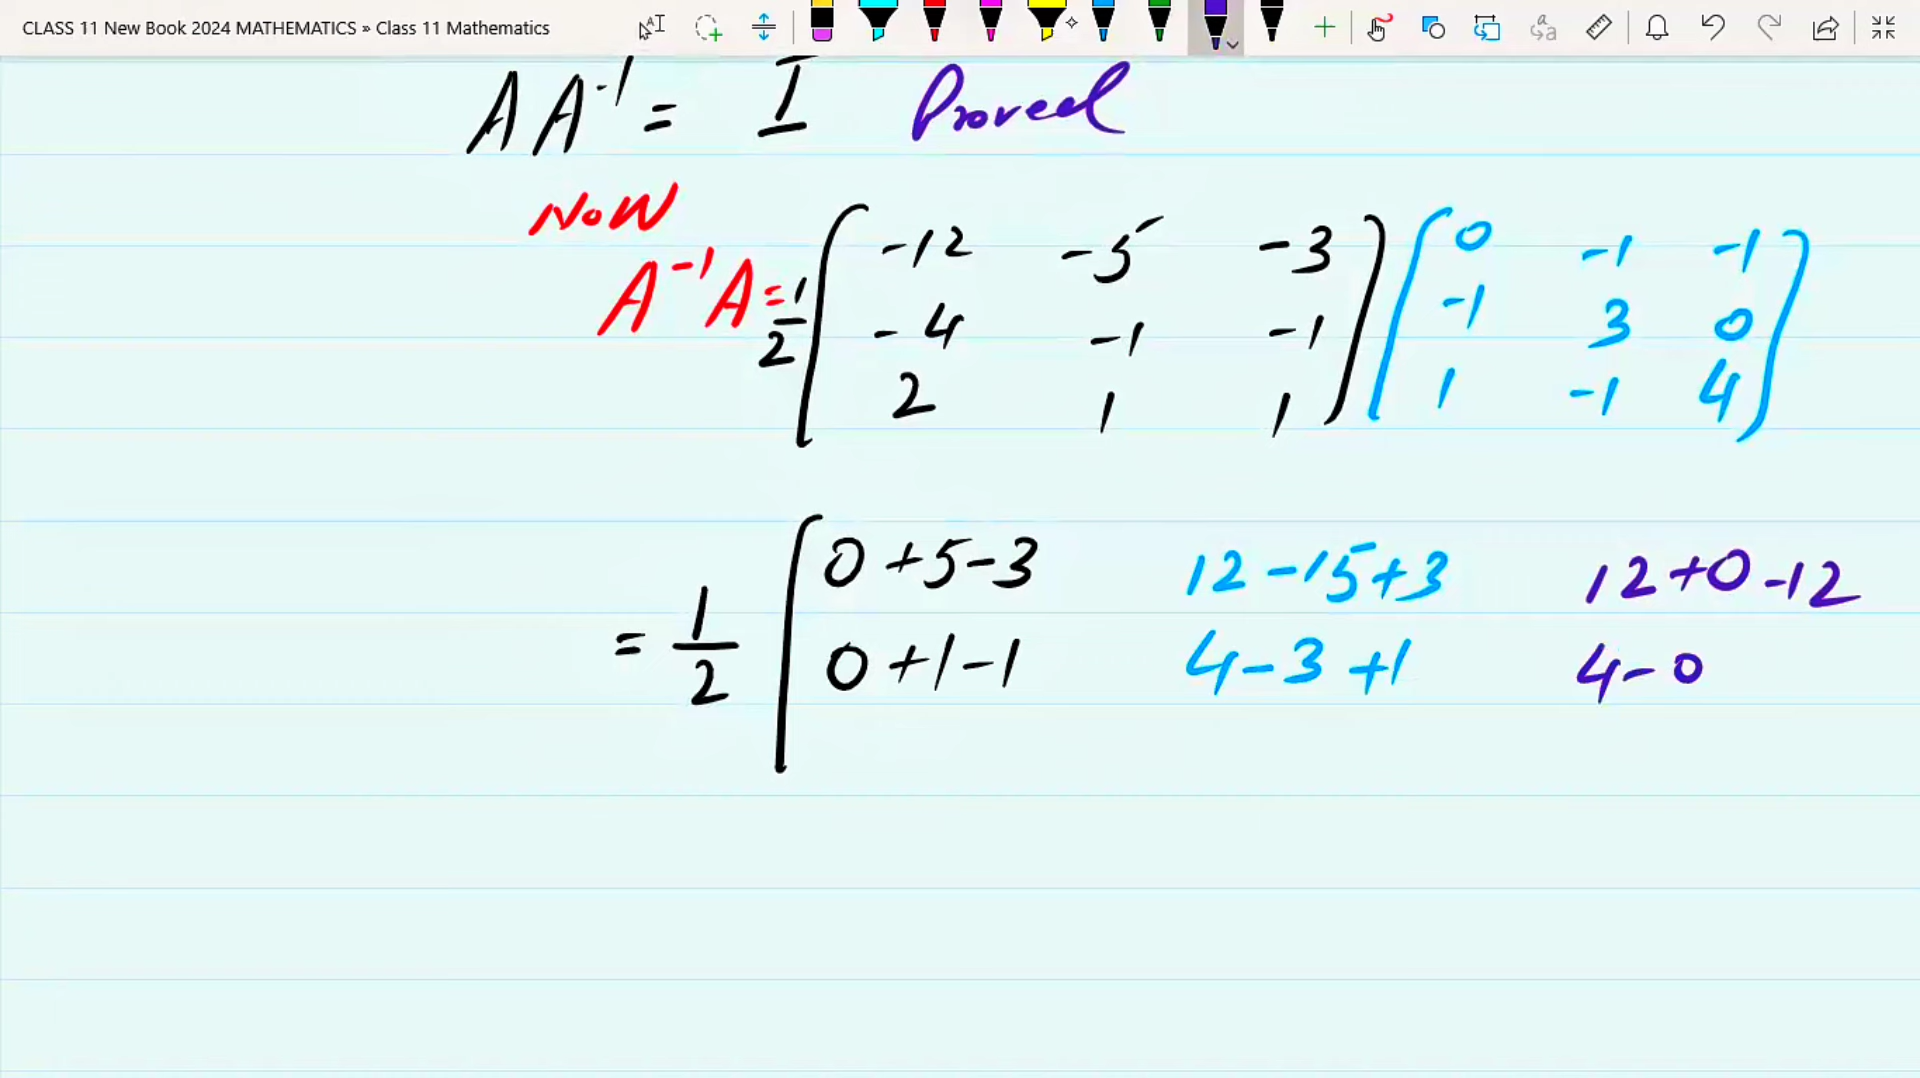 CLASS 11 New Book 2024 MATHEMATICS » Class 11 Mathematics
AA⁻¹ = I Proved
NOW
A⁻¹A = 1/2 [ -12 -5 -3 ] [ 0 -1 -1 ]
-4 -1 -1 -1 3 0
2 1 1 1 -1 4
= 1/2 [ 0+5-3 12-15+3 12+0-12
0+1-1 4-3+1 4-0